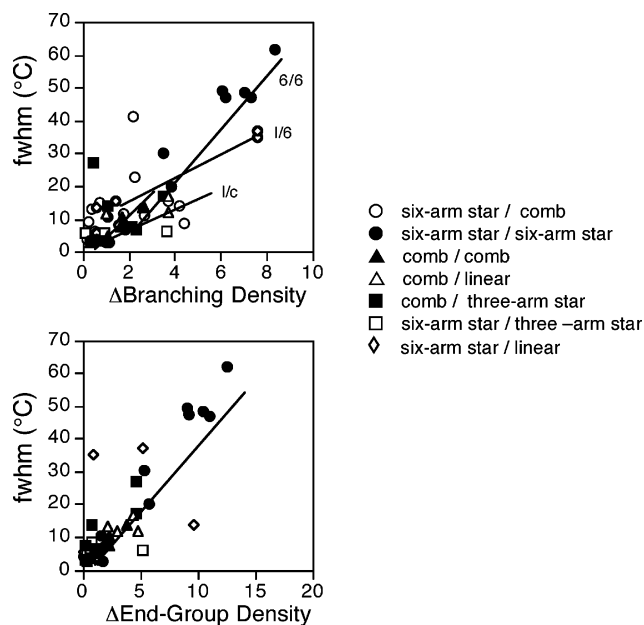 70
60
50
40
30
20
10
0
fwhm (°C)
6/6
l/6
l/c
0 2 4 6 8 10
ΔBranching Density
six-arm star / comb
six-arm star / six-arm star
comb / comb
comb / linear
comb / three-arm star
six-arm star / three –arm star
six-arm star / linear
70
60
50
40
30
20
10
0
fwhm (°C)
0 5 10 15 20
ΔEnd-Group Density